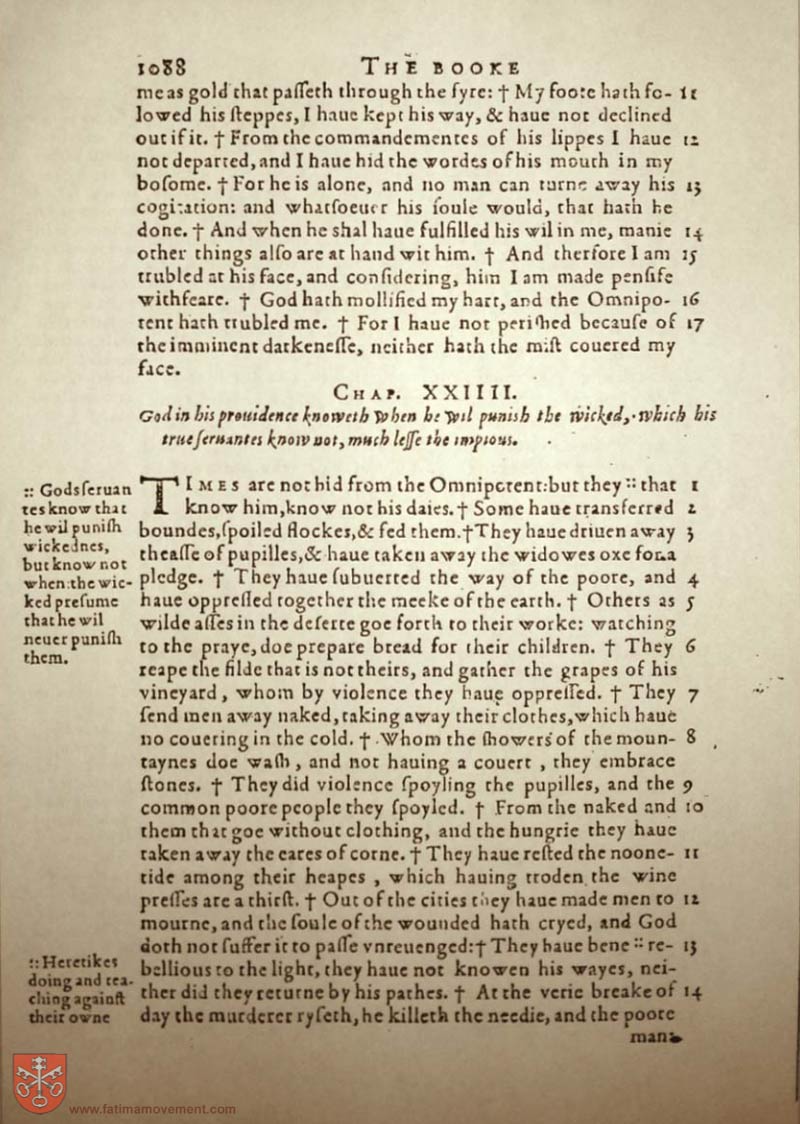 1088 THE BOOKE
me as gold that paſſeth through the fyre: † My foote hath fo- 11
lowed his ſteppes, I haue kept his way, & haue not declined
out if it. † From the commandementes of his lippes I haue 12
not departed, and I haue hid the wordes of his mouth in my
boſome. † For he is alone, and no man can turne away his 13
cogitation: and whatſoeuer his ſoule would, that hath he
done. † And when he shal haue fulfilled his wil in me, manie 14
other things alſo are at hand wit him. † And therfore I am 15
trubled at his face, and conſidering, him I am made penſife
with feare. † God hath mollified my hart, and the Omnipo- 16
tent hath trubled me. † For I haue not periſhed becauſe of 17
the imminent darkeneſſe, neither hath the miſt couered my
face.
CHAP. XXIIII.
God in his prouidence knoweth when he wil punish the wicked, which his
true ſeruantes know not, much leſſe the impious.
TIMES are not hid from the Omnipotent: but they :: that 1
know him, know not his daies. † Some haue transferred 2
boundes, ſpoiled flockes, & fed them. † They haue driuen away 3
the aſſe of pupilles, & haue taken away the widowes oxe for a
pledge. † They haue ſubuerted the way of the poore, and 4
haue oppreſſed together the meeke of the earth. † Others as 5
wilde aſſes in the deſerte goe forth to their worke: watching
to the praye, doe prepare bread for their children. † They 6
reape the filde that is not theirs, and gather the grapes of his
vineyard, whom by violence they haue oppreſſed. † They 7
ſend men away naked, taking away their clothes, which haue
no couering in the cold. † Whom the ſhowers of the moun- 8
taynes doe waſh, and not hauing a couert, they embrace
ſtones. † They did violence ſpoyling the pupilles, and the 9
common poore people they ſpoyled. † From the naked and 10
them that goe without clothing, and the hungrie they haue
taken away the eares of corne. † They haue reſted the noone- 11
tide among their heapes, which hauing troden the wine
preſſes are a thirſt. † Out of the cities they haue made men to 12
mourne, and the ſoule of the wounded hath cryed, and God
doth not ſuffer it to paſſe vnreuenged: † They haue bene :: re- 13
bellious to the light, they haue not knowen his wayes, nei-
ther did they returne by his pathes. † At the verie breake of 14
day the murderer ryſeth, he killeth the needie, and the poore
man:
:: Gods ſeruan
tes know that
he wil puniſh
wickednes,
but know not
when: the wic-
ked preſume
that he wil
neuer puniſh
them.
:: Heretikes
doing and tea-
ching againſt
their owne
www.fatimamovement.com